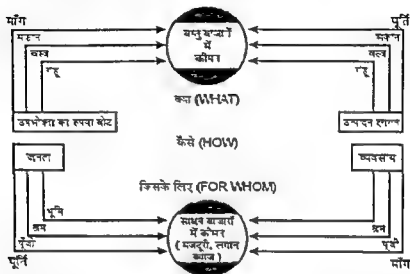 माँग
पूर्ति
मकान
वस्त्र
गेहूँ
वस्तु बाजारों
में
कीमत
मकान
वस्त्र
गेहूँ
क्या (WHAT)
उपभोक्ता का रुपया वोट
उत्पादन लागत
कैसे (HOW)
जनता
व्यवसाय
किसके लिए (FOR WHOM)
भूमि
श्रम
पूँजी
साधन बाजारों
में कीमत
(मजदूरी, लगान
ब्याज)
श्रम
पूँजी
पूर्ति
माँग